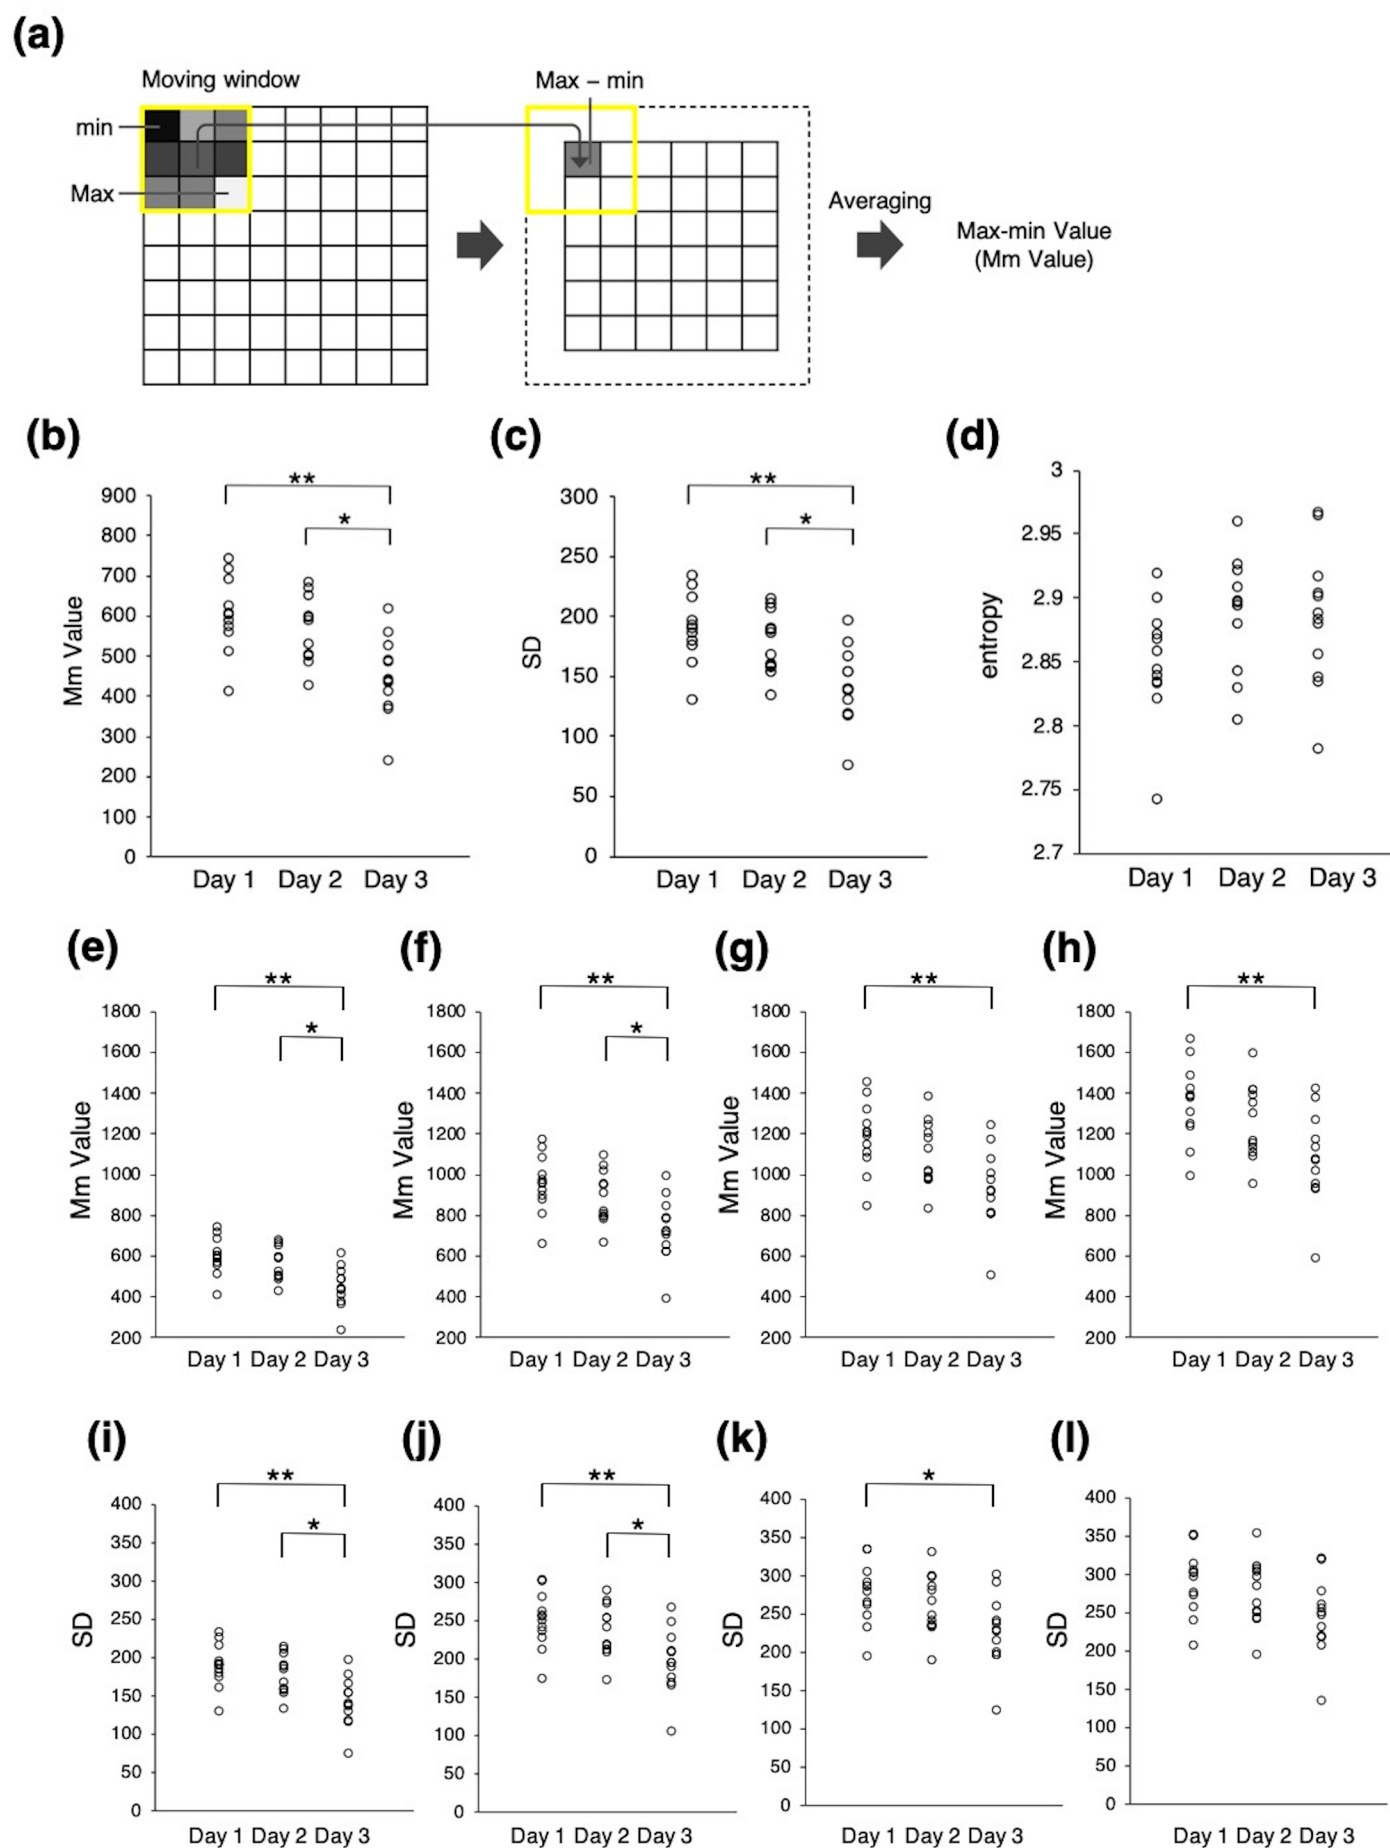 (a)
Moving window
Max – min
min
Max
Averaging
Max-min Value
(Mm Value)
(b)
(c)
(d)
**
*
900
800
700
600
500
400
300
200
100
0
Mm Value
Day 1 Day 2 Day 3
**
*
300
250
200
150
100
50
0
SD
Day 1 Day 2 Day 3
3
2.95
2.9
2.85
2.8
2.75
2.7
entropy
Day 1 Day 2 Day 3
(e)
(f)
(g)
(h)
**
*
1800
1600
1400
1200
1000
800
600
400
200
Mm Value
Day 1 Day 2 Day 3
**
*
1800
1600
1400
1200
1000
800
600
400
200
Mm Value
Day 1 Day 2 Day 3
**
1800
1600
1400
1200
1000
800
600
400
200
Mm Value
Day 1 Day 2 Day 3
**
1800
1600
1400
1200
1000
800
600
400
200
Mm Value
Day 1 Day 2 Day 3
(i)
(j)
(k)
(l)
**
*
400
350
300
250
200
150
100
50
0
SD
Day 1 Day 2 Day 3
**
*
400
350
300
250
200
150
100
50
0
SD
Day 1 Day 2 Day 3
*
400
350
300
250
200
150
100
50
0
SD
Day 1 Day 2 Day 3
400
350
300
250
200
150
100
50
0
SD
Day 1 Day 2 Day 3